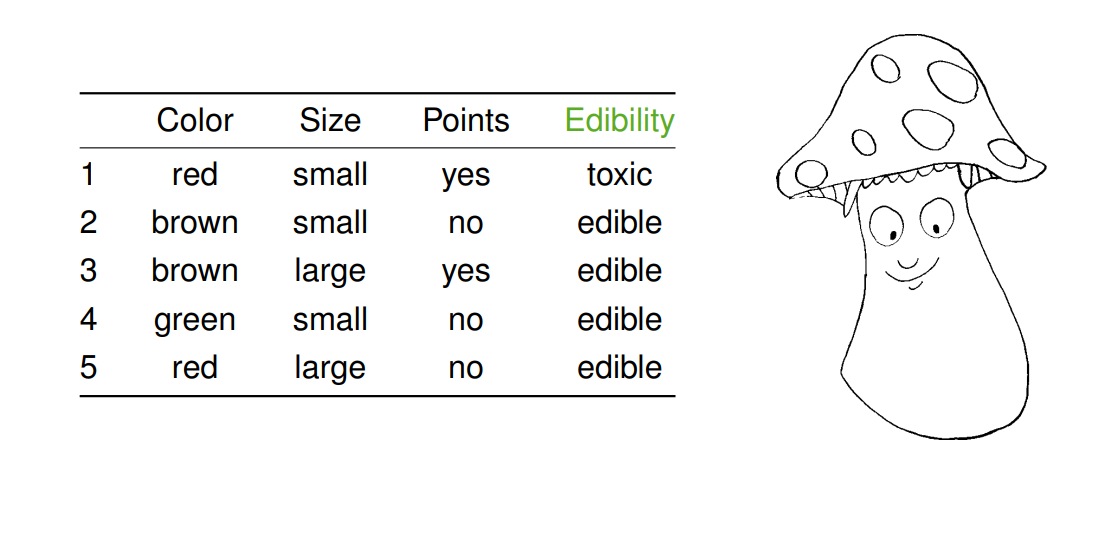 Color Size Points Edibility
1 red small yes toxic
2 brown small no edible
3 brown large yes edible
4 green small no edible
5 red large no edible